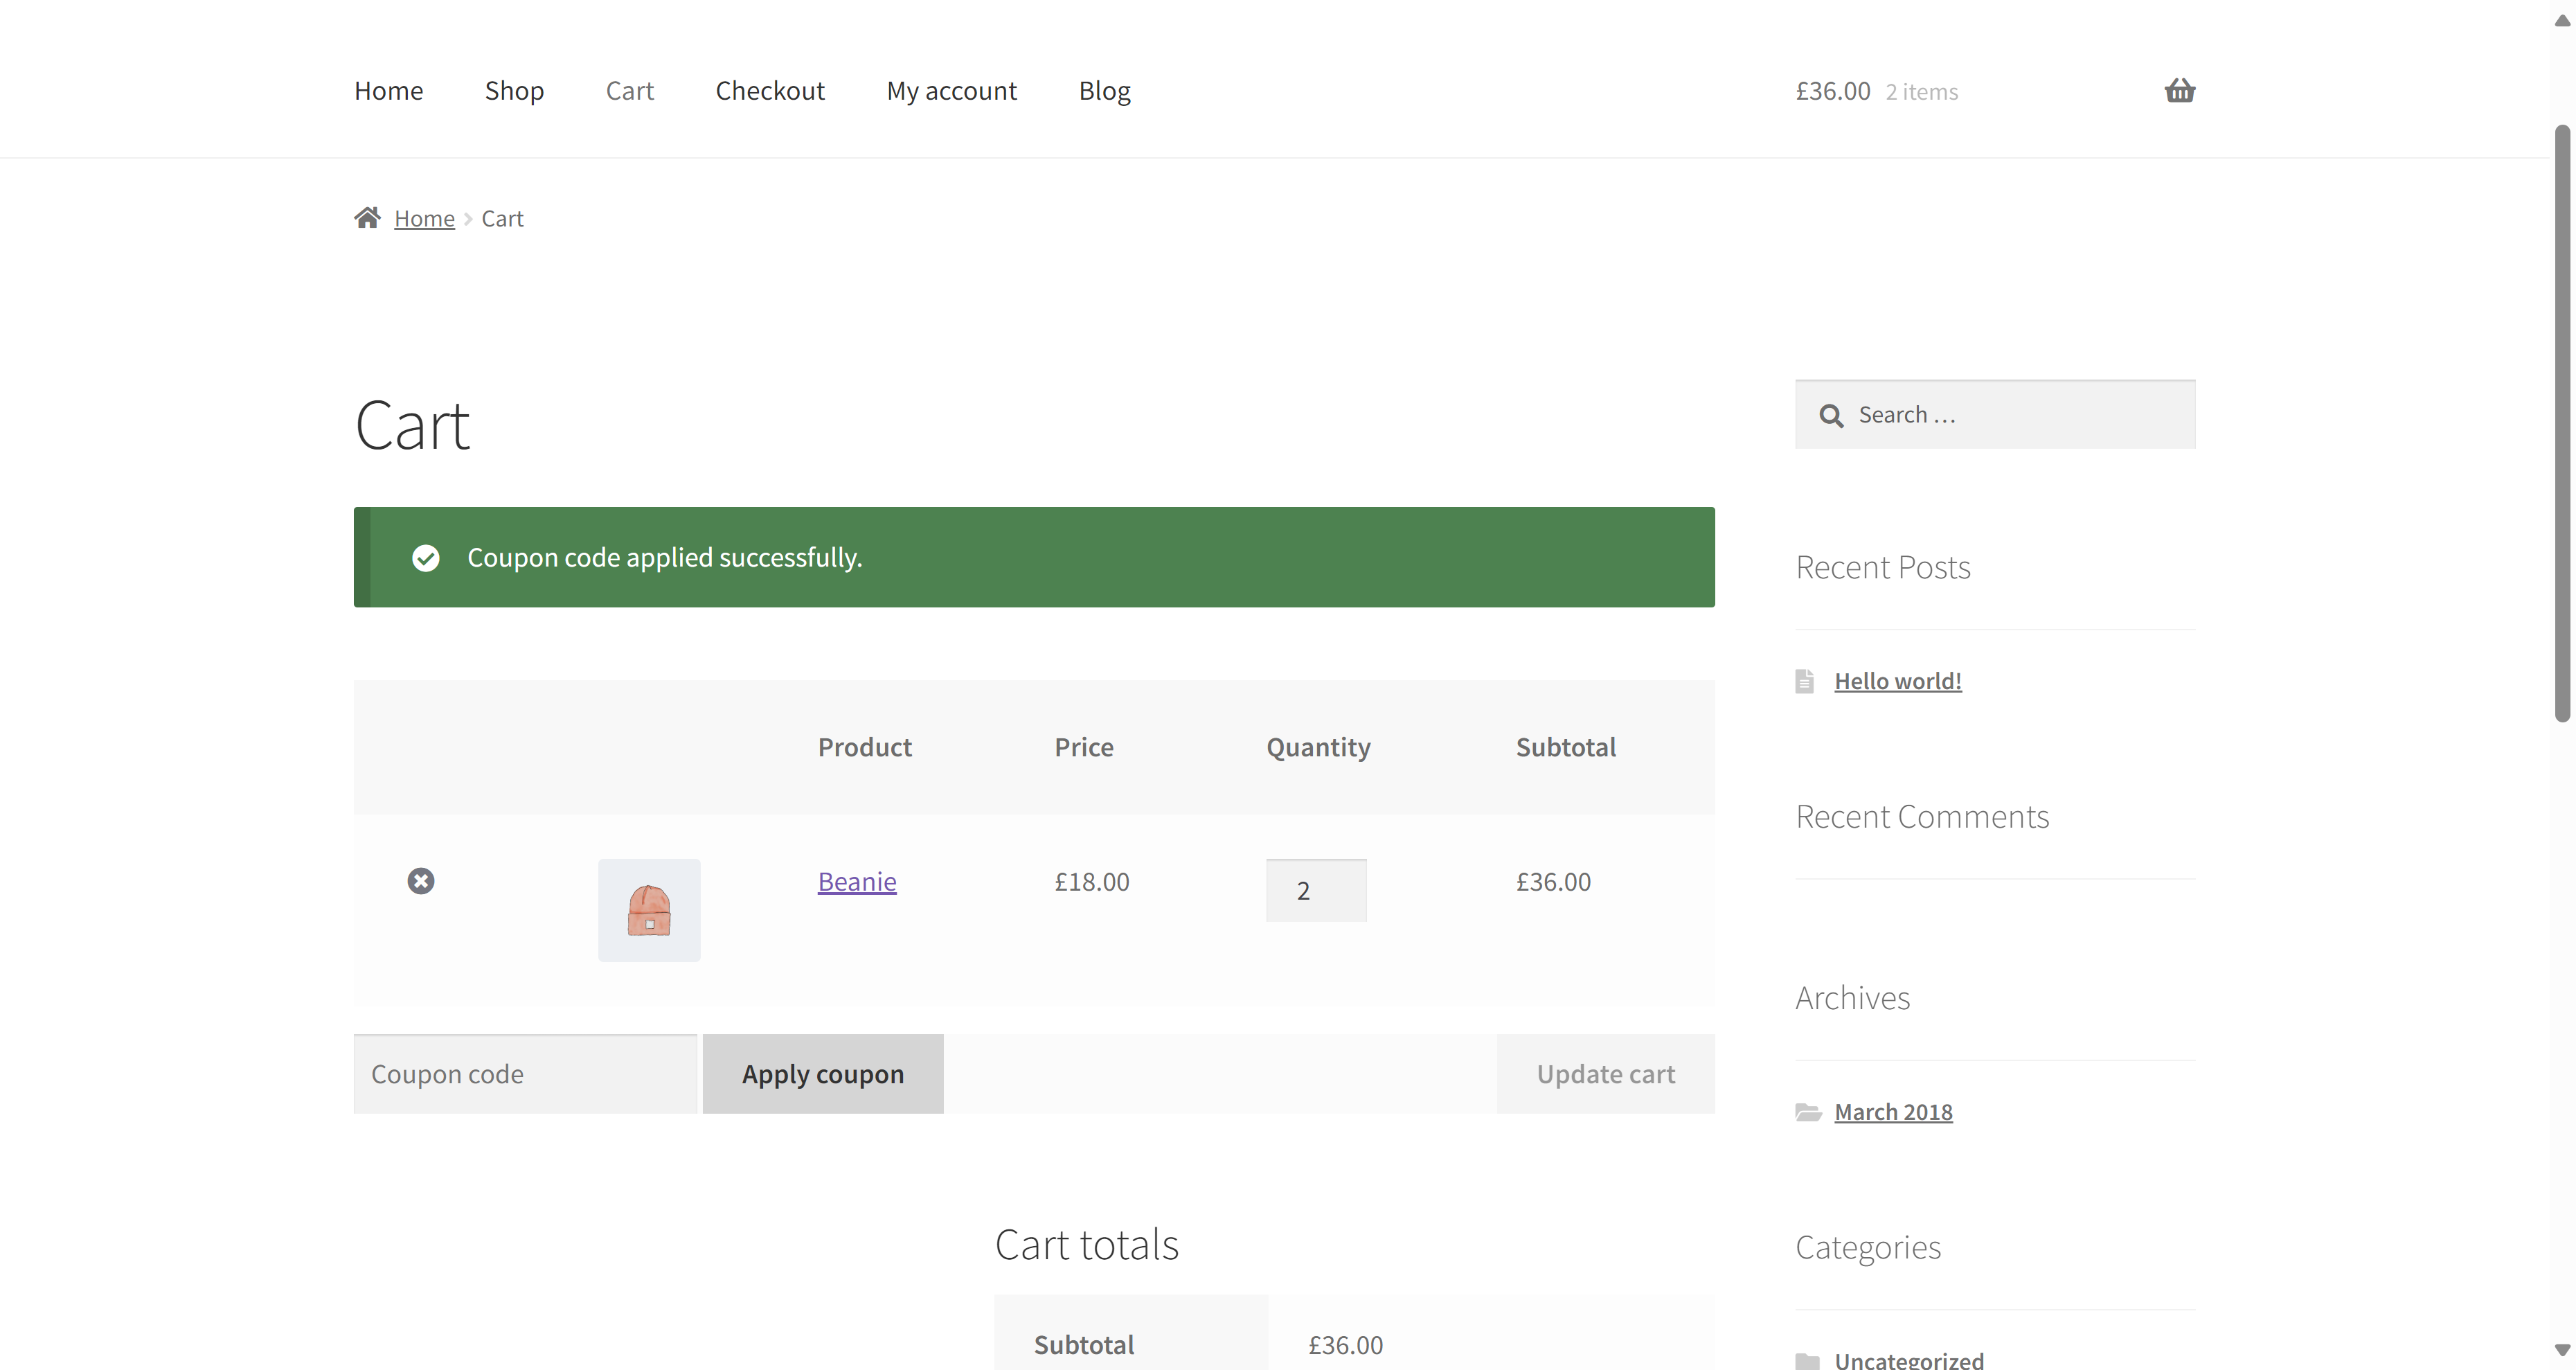 Home Shop Cart Checkout My account Blog £36.00 2 items
Home Cart
Cart
Search …
Coupon code applied successfully.
Recent Posts
Hello world!
Product Price Quantity Subtotal
Beanie £18.00 2 £36.00
Recent Comments
Archives
Coupon code Apply coupon Update cart
March 2018
Cart totals
Categories
Subtotal £36.00
Uncategorized